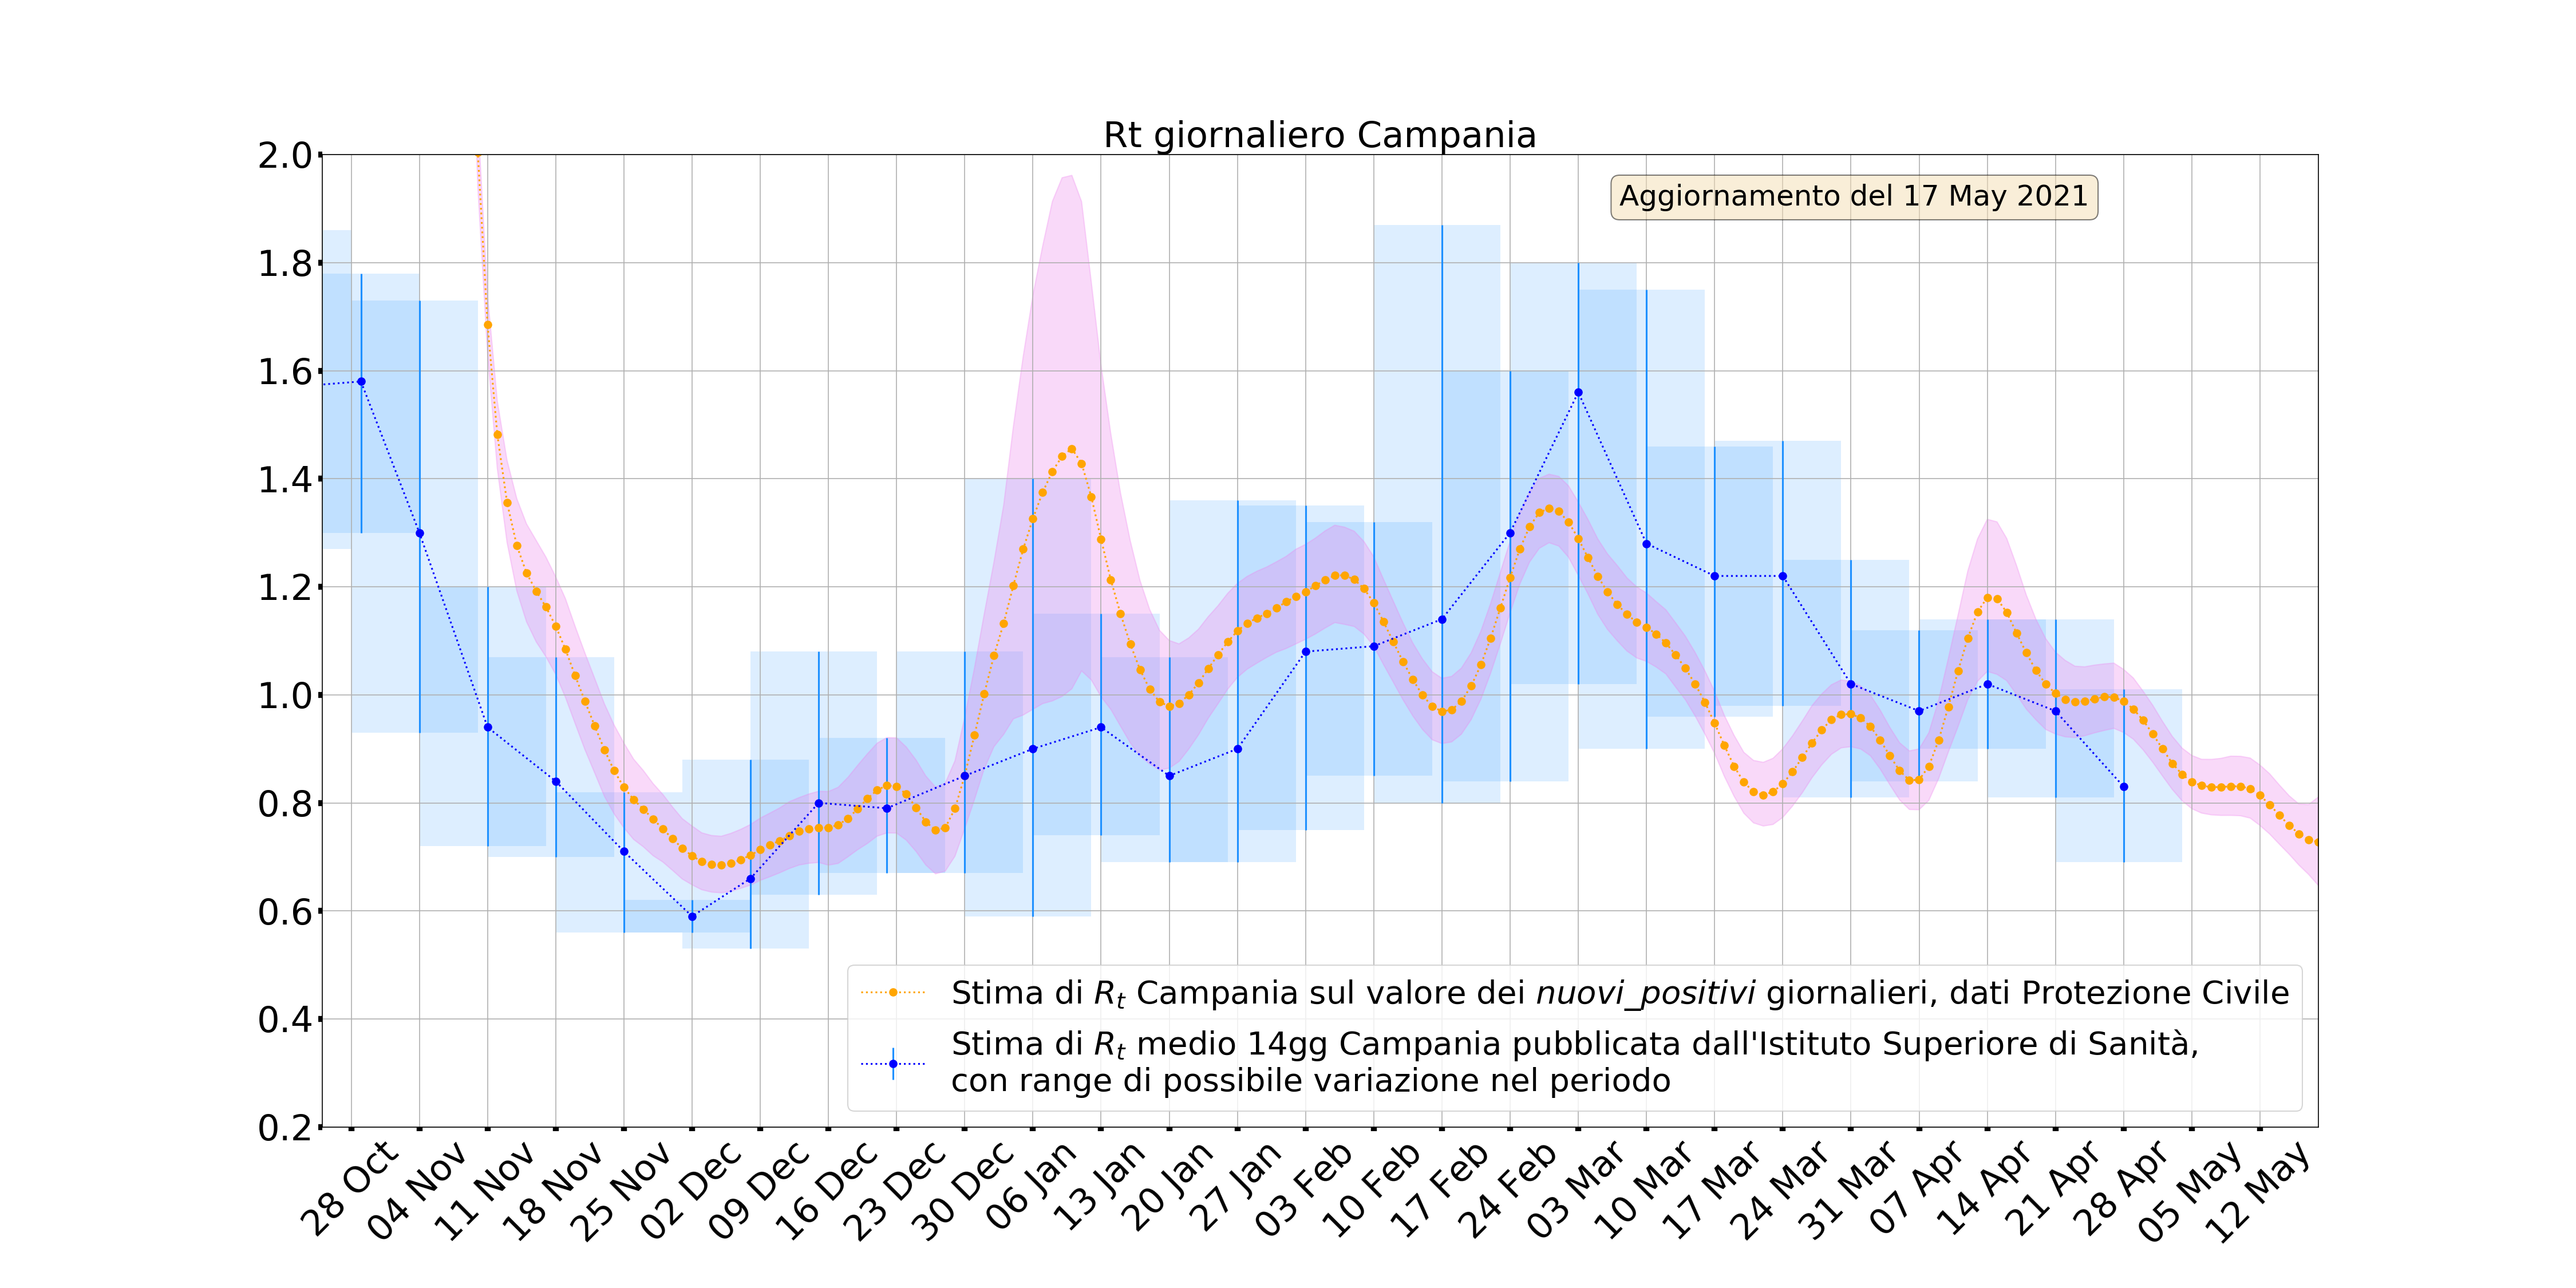 Rt giornaliero Campania
Aggiornamento del 17 May 2021
2.0
1.8
1.6
1.4
1.2
1.0
0.8
0.6
0.4
0.2
Stima di Rt Campania sul valore dei nuovi_positivi giornalieri, dati Protezione Civile
Stima di Rt medio 14gg Campania pubblicata dall'Istituto Superiore di Sanità,
con range di possibile variazione nel periodo
28 Oct
04 Nov
11 Nov
18 Nov
25 Nov
02 Dec
09 Dec
16 Dec
23 Dec
30 Dec
06 Jan
13 Jan
20 Jan
27 Jan
03 Feb
10 Feb
17 Feb
24 Feb
03 Mar
10 Mar
17 Mar
24 Mar
31 Mar
07 Apr
14 Apr
21 Apr
28 Apr
05 May
12 May